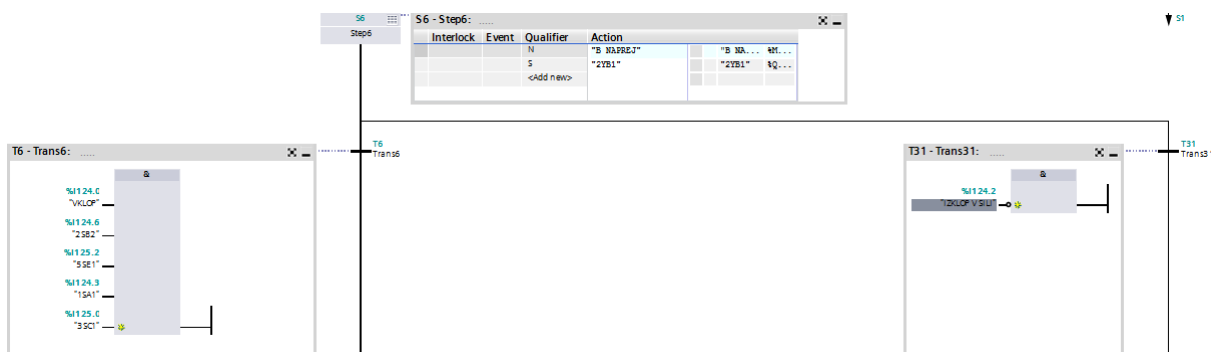 S6
Step6
S6 - Step6: .....
Interlock Event Qualifier Action
N "B NAPREJ" "B NA... %M...
S "2YB1" "2YB1" %Q...
<Add new>
S1
T6 - Trans6: .....
T6
Trans6
&
%I124.0
"VKLOP"
%I124.6
"2SB2"
%I125.2
"5SE1"
%I124.3
"1SA1"
%I125.0
"3SC1"
T31 - Trans31: .....
T31
Trans31
&
%I124.2
"IZKLOP V SILI"